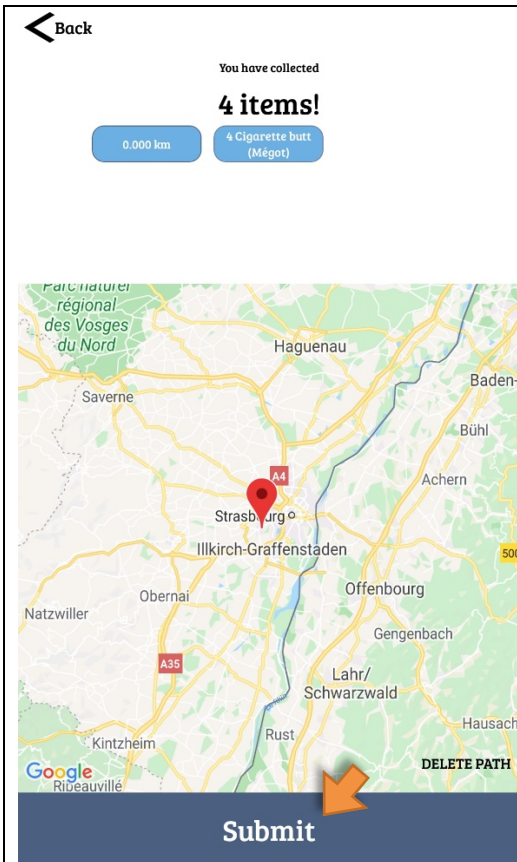 Back
You have collected
4 items!
0.000 km
4 Cigarette butt
(Mégot)
Parc naturel
régional
des Vosges
du Nord
Haguenau
Baden-
Saverne
Bühl
A4
Achern
Strasbourg
Illkirch-Graffenstaden
500
Obernai
Offenbourg
Natzwiller
Gengenbach
A35
Lahr/
Schwarzwald
Hausach
Rust
Kintzheim
DELETE PATH
Google
Ribeauvillé
Submit